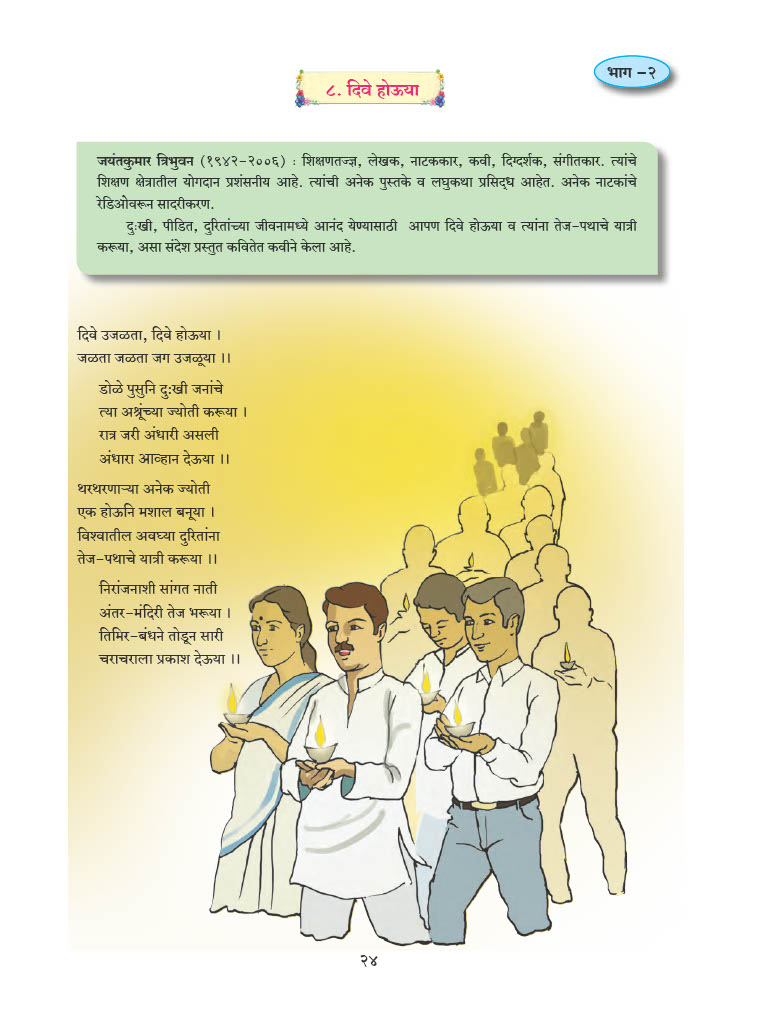 भाग –२
८. दिवे होऊया
जयंतकुमार त्रिभुवन (१९४२–२००६) : शिक्षणतज्ज्ञ, लेखक, नाटककार, कवी, दिग्दर्शक, संगीतकार. त्यांचे
शिक्षण क्षेत्रातील योगदान प्रशंसनीय आहे. त्यांची अनेक पुस्तके व लघुकथा प्रसिद्ध आहेत. अनेक नाटकांचे
रेडिओवरून सादरीकरण.
दुःखी, पीडित, दुरितांच्या जीवनामध्ये आनंद येण्यासाठी आपण दिवे होऊया व त्यांना तेज–पथाचे यात्री
करूया, असा संदेश प्रस्तुत कवितेत कवीने केला आहे.
दिवे उजळता, दिवे होऊया ।
जळता जळता जग उजळूया ।।
डोळे पुसुनि दुःखी जनांचे
त्या अश्रूंच्या ज्योती करूया ।
रात्र जरी अंधारी असली
अंधारा आव्हान देऊया ।।
थरथरणाऱ्या अनेक ज्योती
एक होऊनि मशाल बनूया ।
विश्वातील अवघ्या दुरितांना
तेज–पथाचे यात्री करूया ।।
निरांजनाशी सांगत नाती
अंतर–मंदिरी तेज भरूया ।
तिमिर–बंधने तोडून सारी
चराचराला प्रकाश देऊया ।।
२४